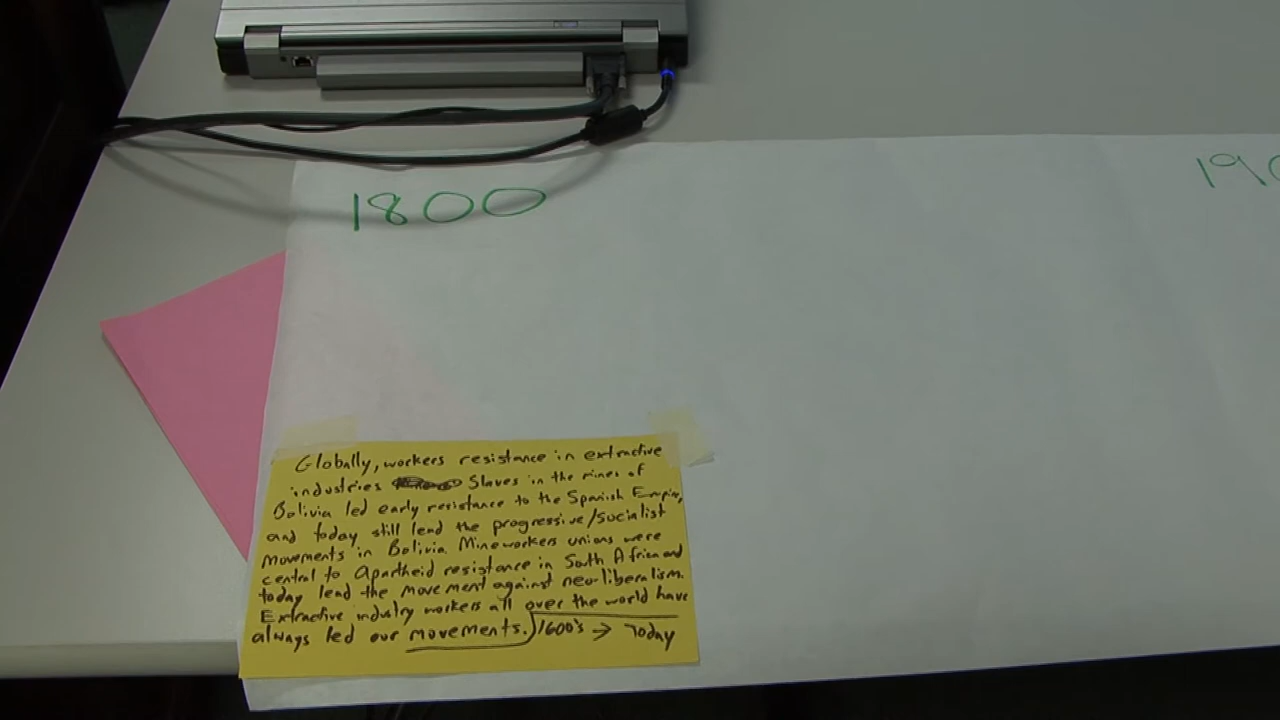 1800
190
Globally, workers resistance in extractive
industries Slaves in the mines of
Bolivia led early resistance to the Spanish Empire,
and today still lead the progressive/socialist
movements in Bolivia. Mineworkers unions were
central to Apartheid resistance in South Africa and
today lead the movement against neo-liberalism.
Extractive industry workers all over the world have
always led our movements. 1600's → Today